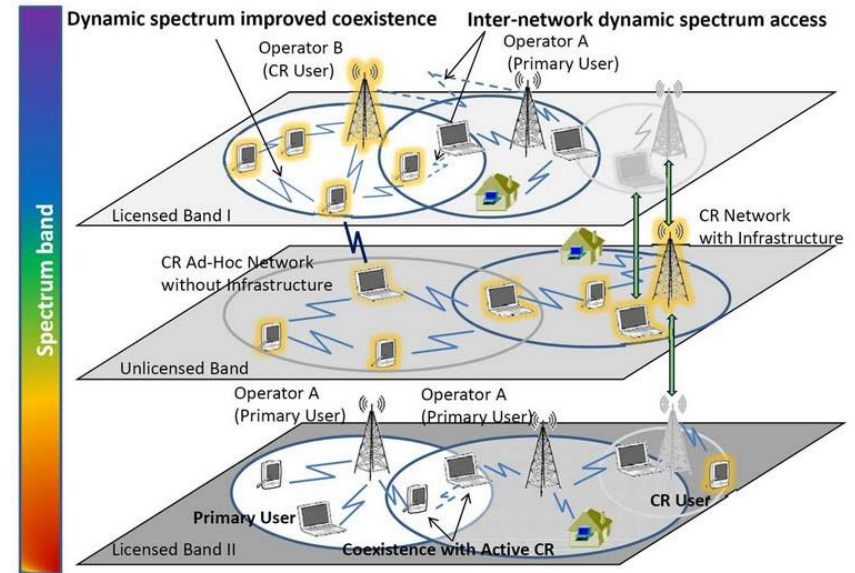 Dynamic spectrum improved coexistence
Inter-network dynamic spectrum access
Operator B
(CR User)
Operator A
(Primary User)
Licensed Band I
CR Network
with Infrastructure
CR Ad-Hoc Network
without Infrastructure
Spectrum band
Unlicensed Band
Operator A
(Primary User)
Operator A
(Primary User)
Primary User
CR User
Licensed Band II
Coexistence with Active CR